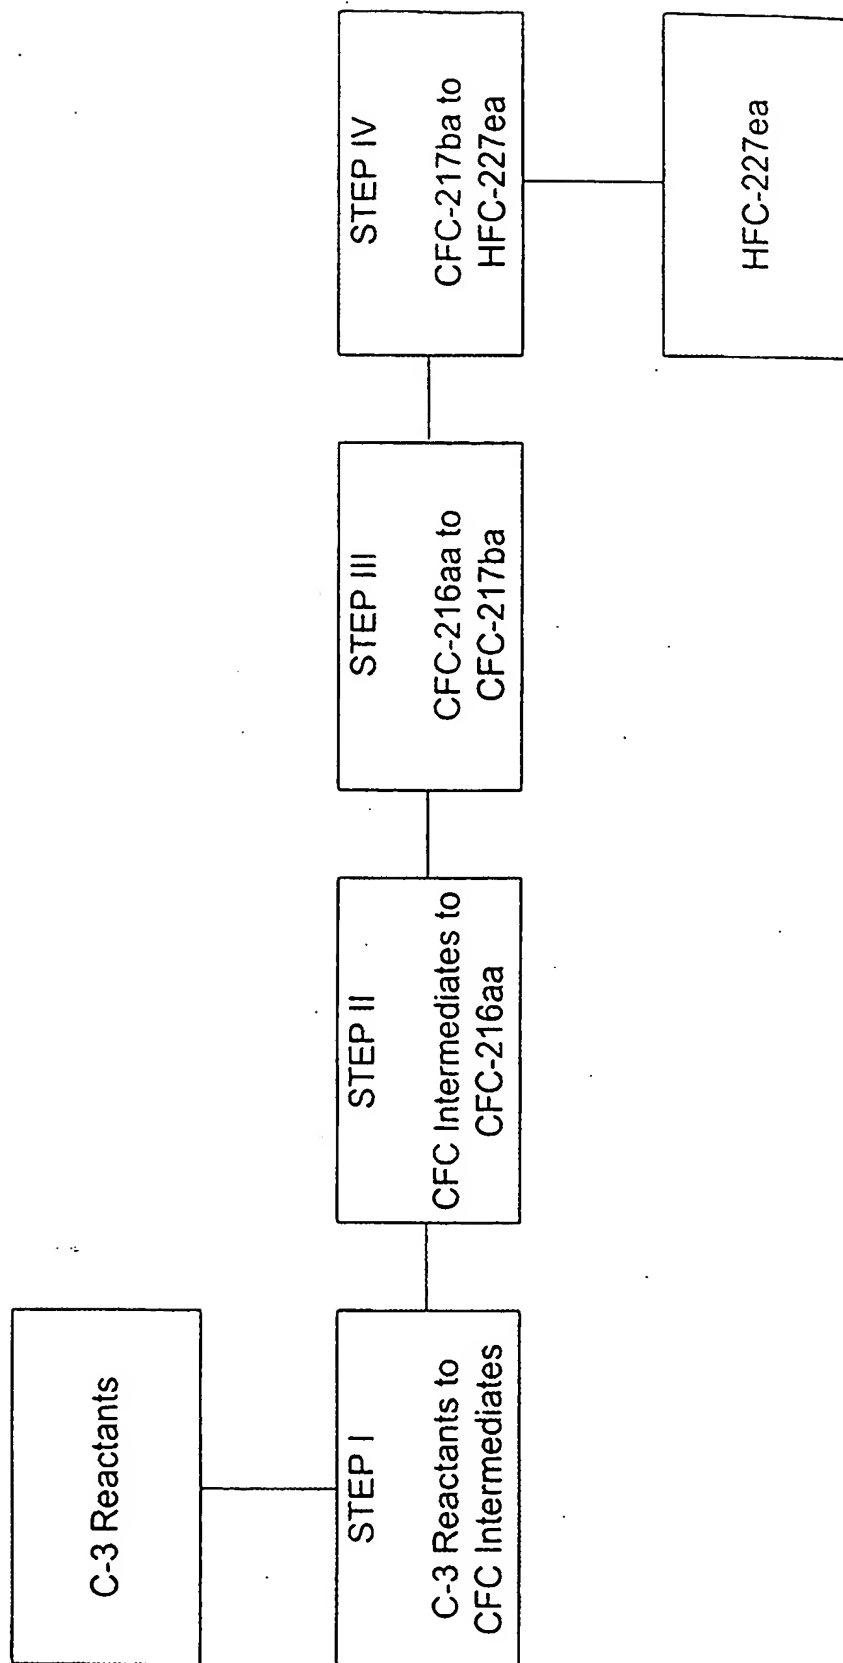 C-3 Reactants
STEP I
C-3 Reactants to
CFC Intermediates
STEP II
CFC Intermediates to
CFC-216aa
STEP III
CFC-216aa to
CFC-217ba
STEP IV
CFC-217ba to
HFC-227ea
HFC-227ea